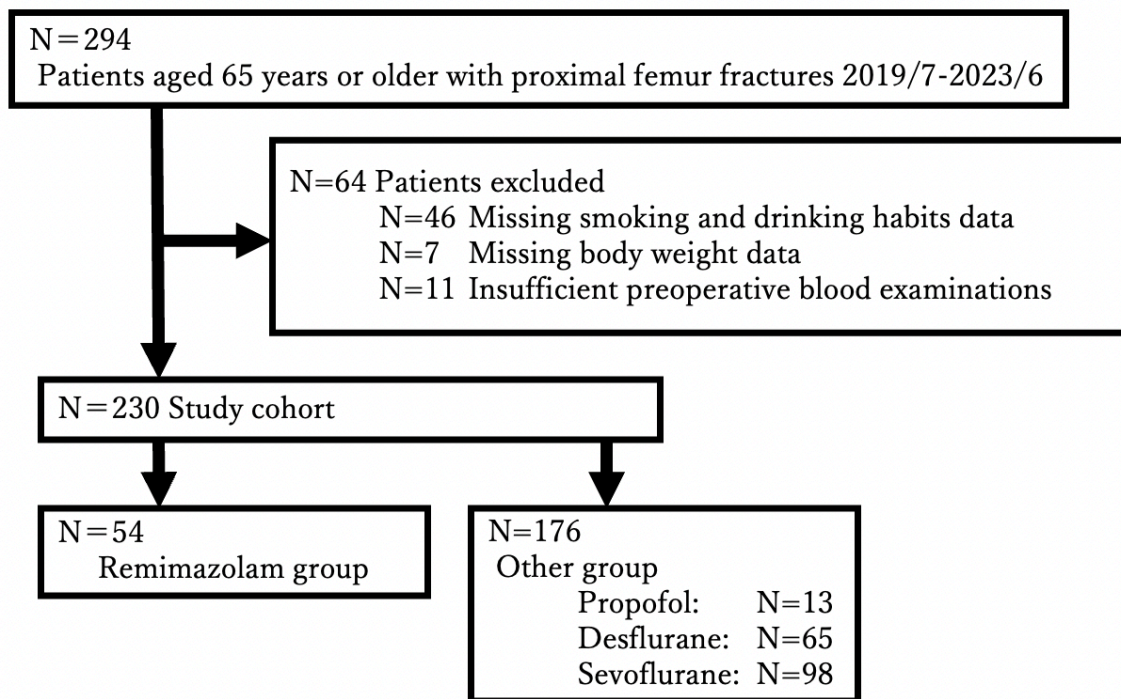 N＝294
Patients aged 65 years or older with proximal femur fractures 2019/7-2023/6
N=64 Patients excluded
N=46 Missing smoking and drinking habits data
N=7 Missing body weight data
N=11 Insufficient preoperative blood examinations
N＝230 Study cohort
N＝54
Remimazolam group
N=176
Other group
Propofol: N=13
Desflurane: N=65
Sevoflurane: N=98